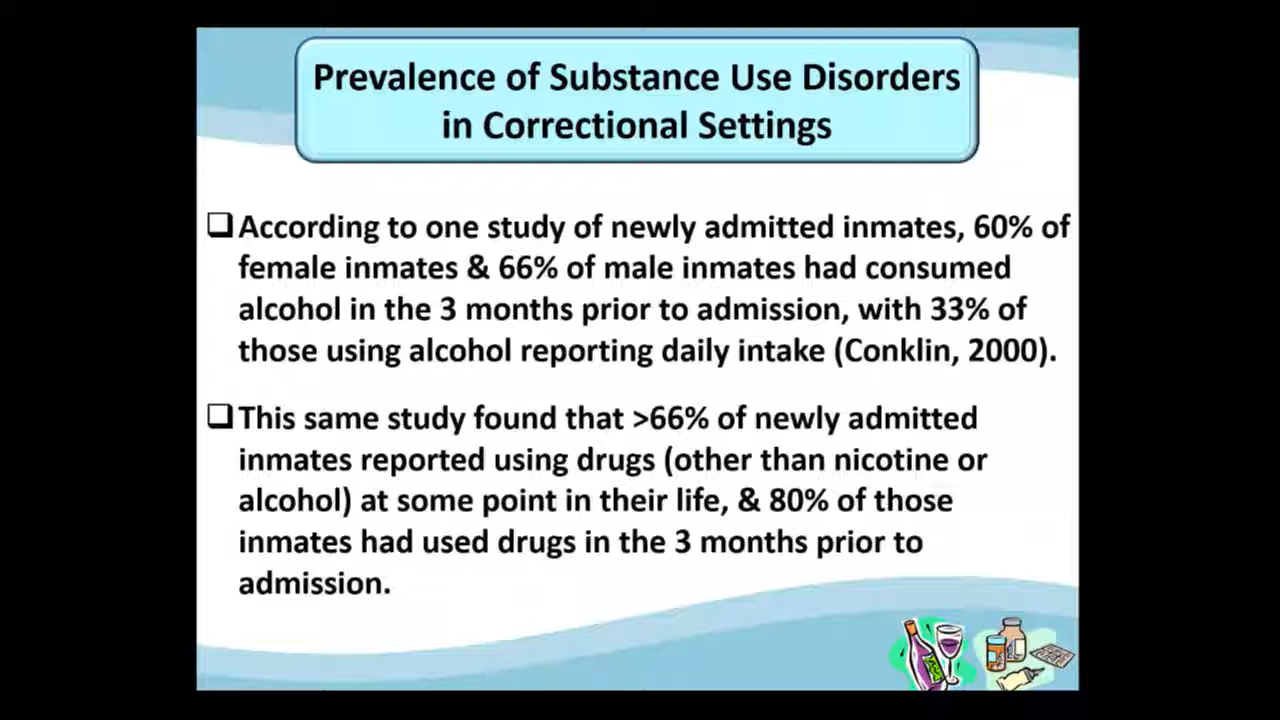 Prevalence of Substance Use Disorders
in Correctional Settings
According to one study of newly admitted inmates, 60% of
female inmates & 66% of male inmates had consumed
alcohol in the 3 months prior to admission, with 33% of
those using alcohol reporting daily intake (Conklin, 2000).
This same study found that >66% of newly admitted
inmates reported using drugs (other than nicotine or
alcohol) at some point in their life, & 80% of those
inmates had used drugs in the 3 months prior to
admission.